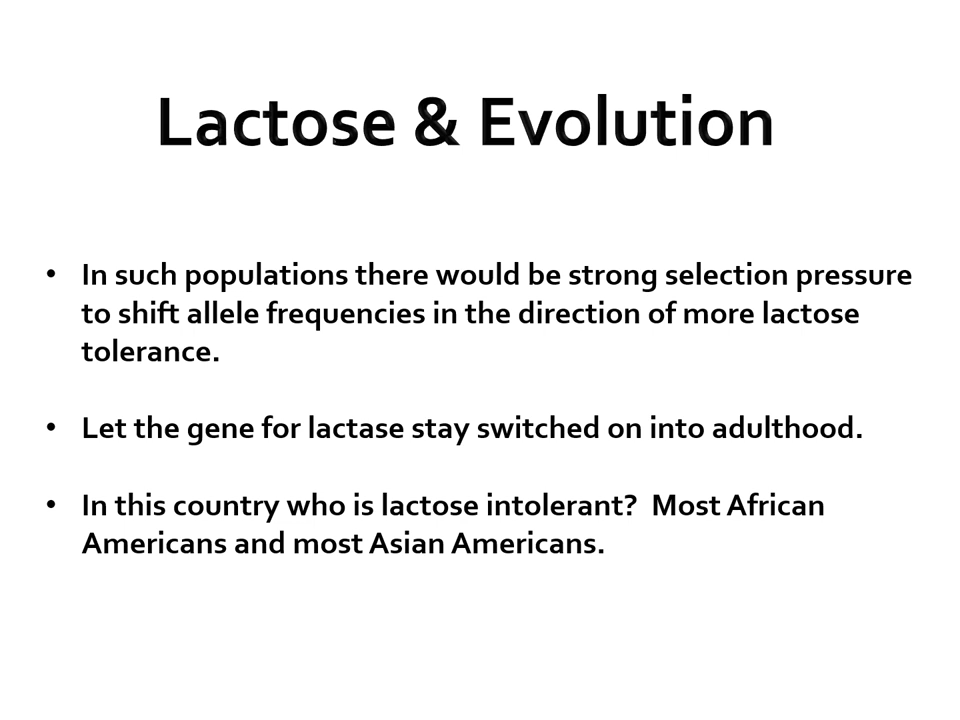 Lactose & Evolution
• In such populations there would be strong selection pressure
to shift allele frequencies in the direction of more lactose
tolerance.
• Let the gene for lactase stay switched on into adulthood.
• In this country who is lactose intolerant?  Most African
Americans and most Asian Americans.